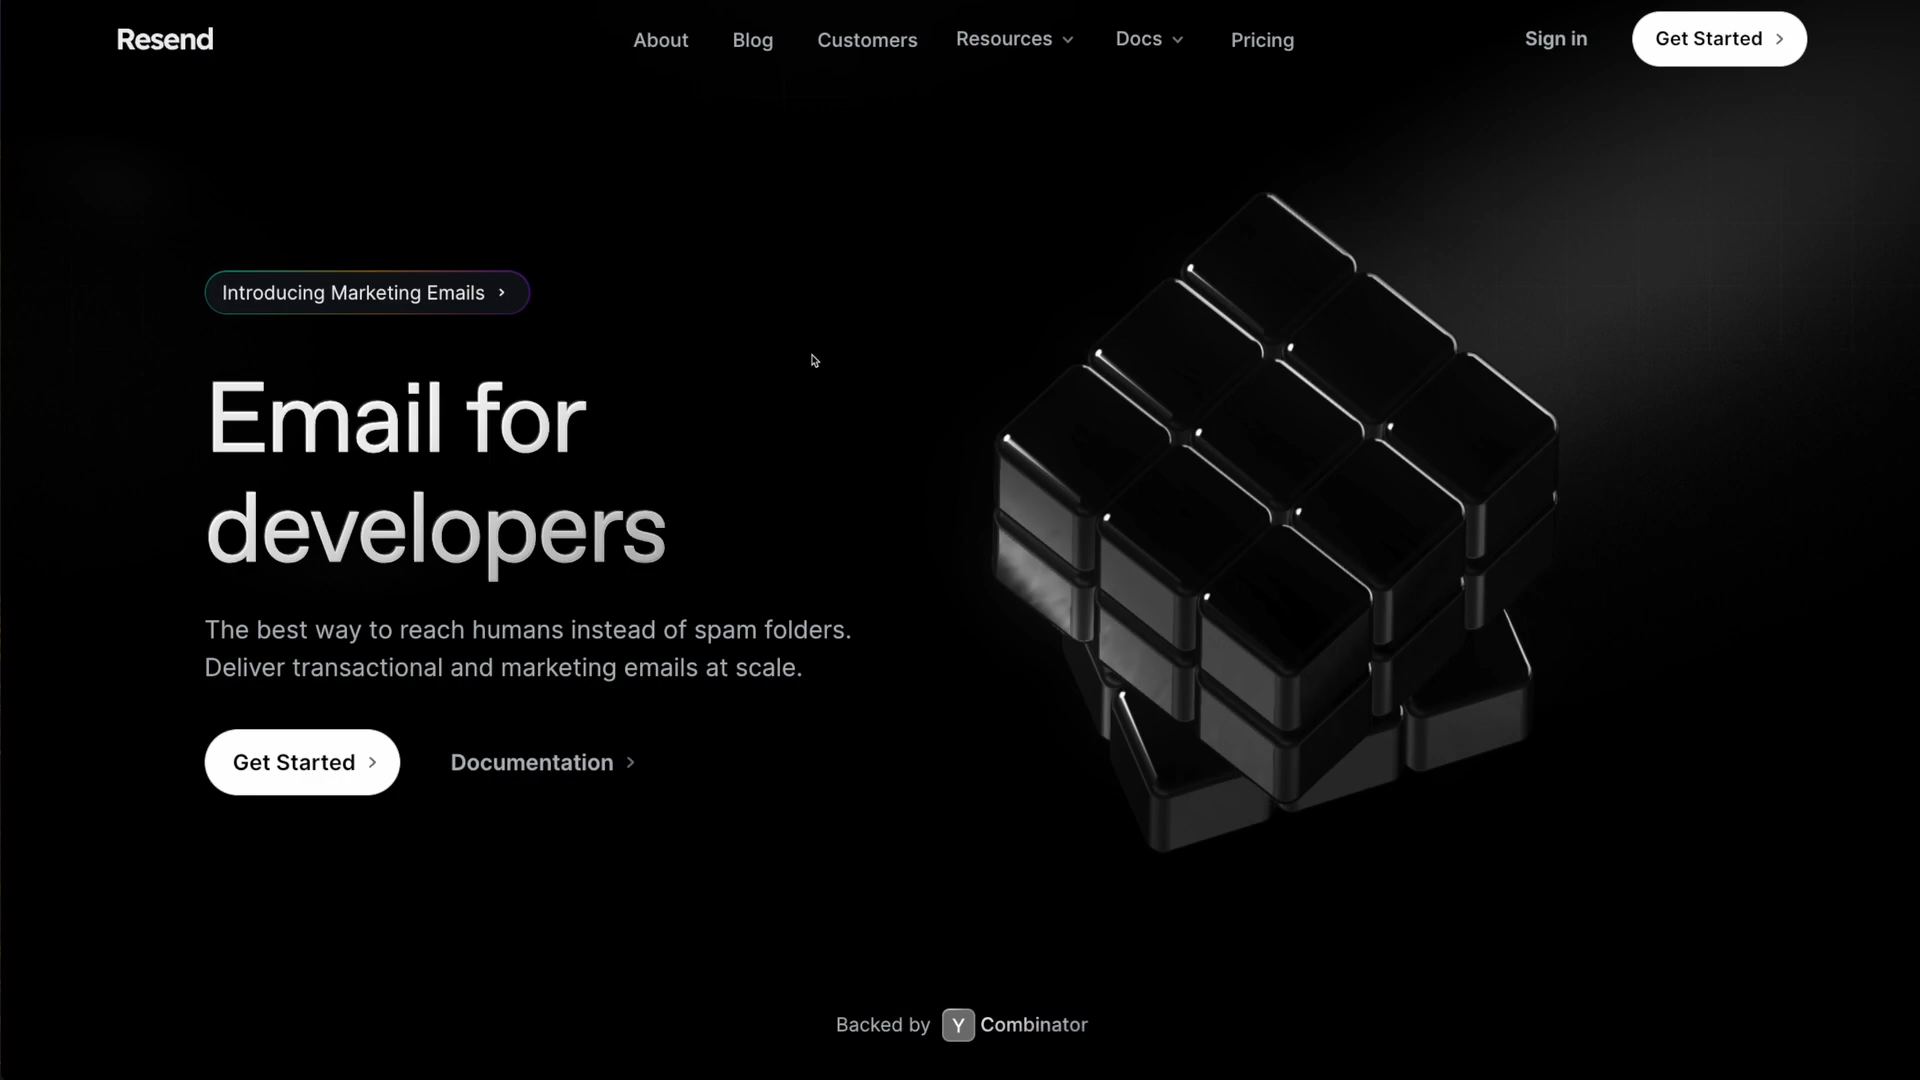 Resend
About
Blog
Customers
Resources
Docs
Pricing
Sign in
Get Started
Introducing Marketing Emails
Email for
developers
The best way to reach humans instead of spam folders.
Deliver transactional and marketing emails at scale.
Get Started
Documentation
Backed by Y Combinator